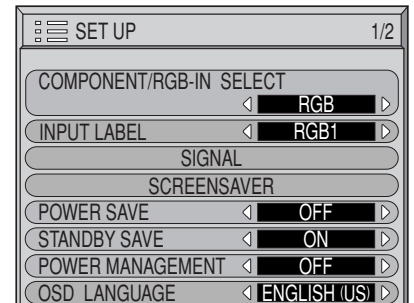 SET UP 1/2
COMPONENT/RGB-IN SELECT
RGB
INPUT LABEL RGB1
SIGNAL
SCREENSAVER
POWER SAVE OFF
STANDBY SAVE ON
POWER MANAGEMENT OFF
OSD LANGUAGE ENGLISH (US)